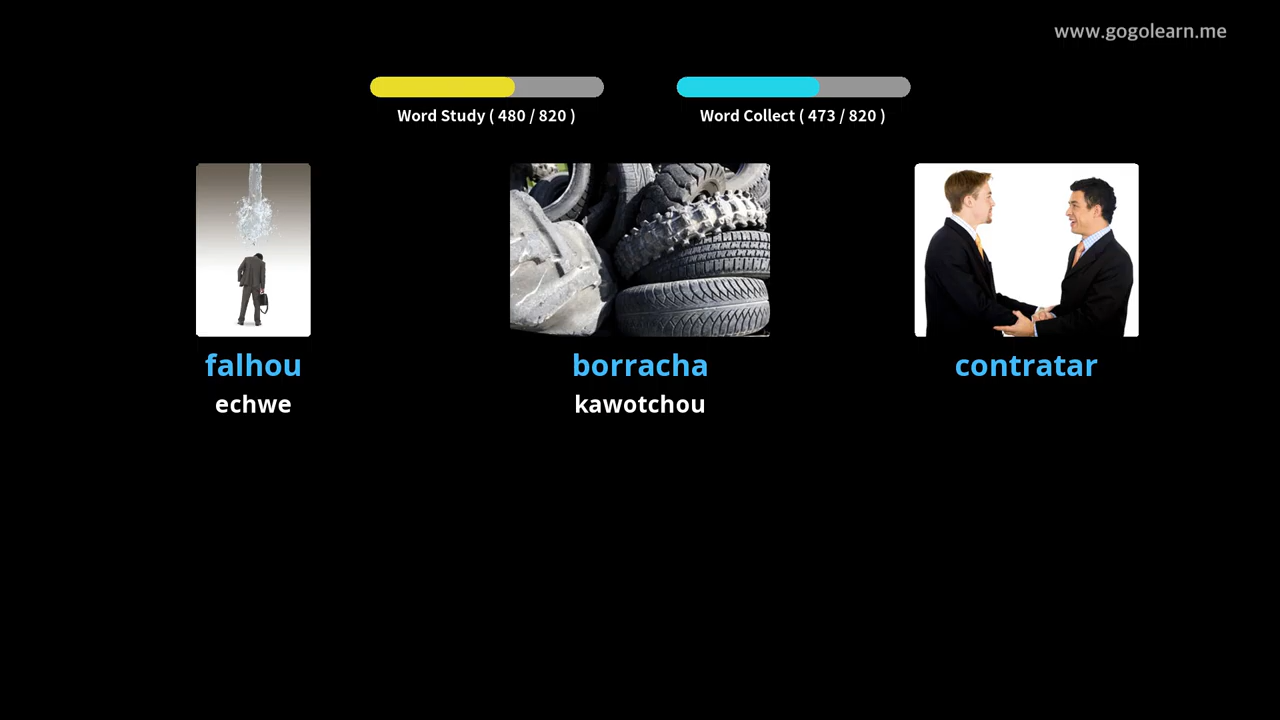 www.gogolearn.me
Word Study ( 480 / 820 )
Word Collect ( 473 / 820 )
falhou
echwe
borracha
kawotchou
contratar